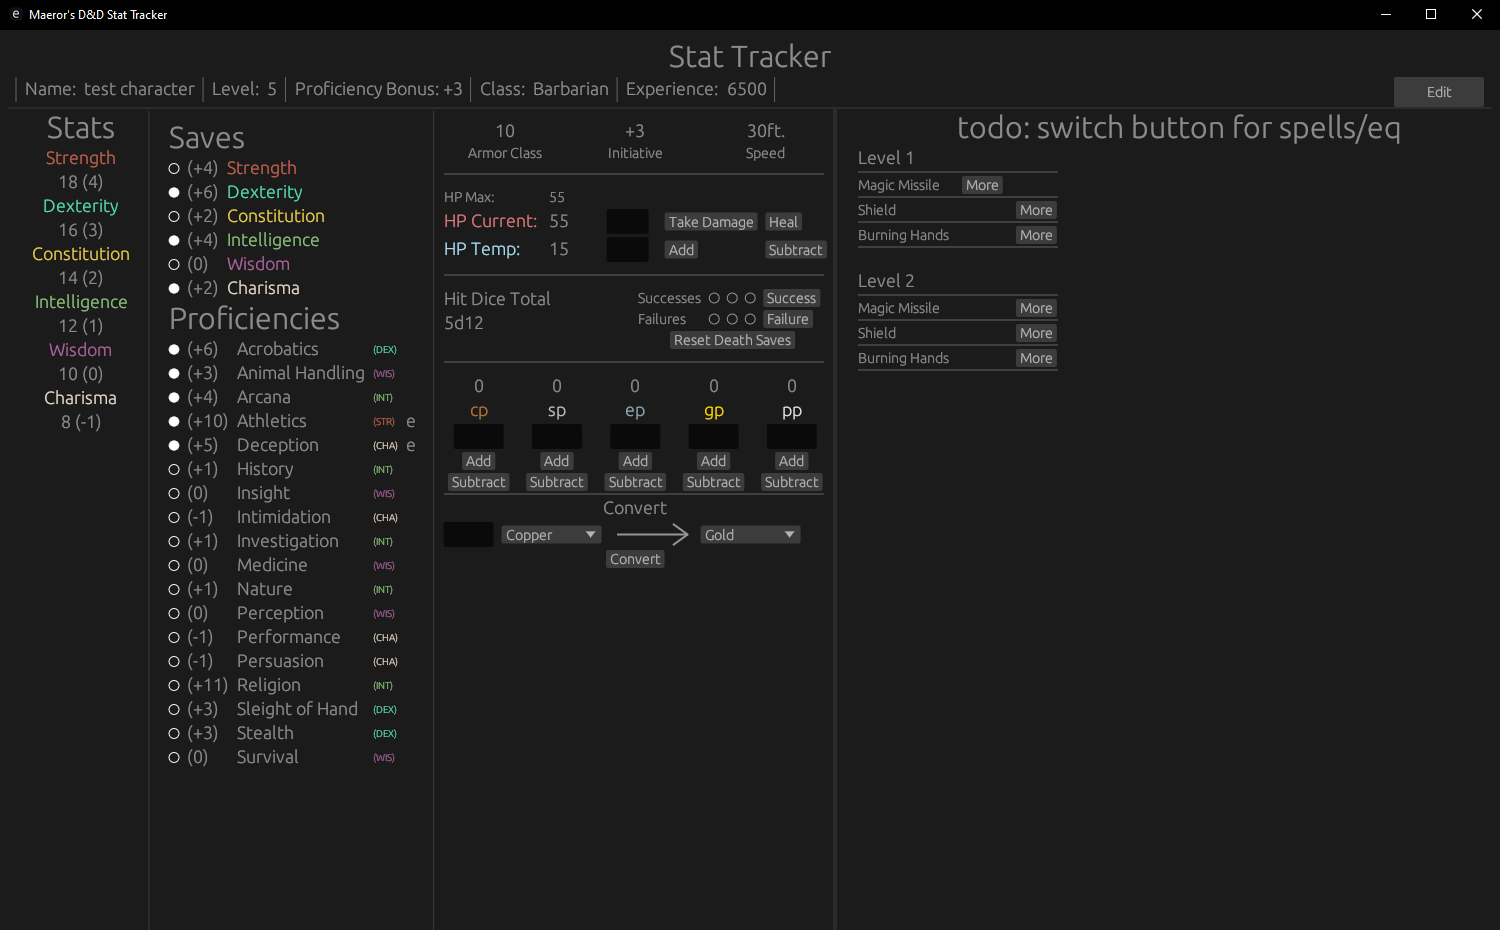 e Maeror's D&D Stat Tracker
Stat Tracker
Name: test character Level: 5 Proficiency Bonus: +3 Class: Barbarian Experience: 6500
Edit
Stats
Strength
18 (4)
Dexterity
16 (3)
Constitution
14 (2)
Intelligence
12 (1)
Wisdom
10 (0)
Charisma
8 (-1)
Saves
(+4) Strength
(+6) Dexterity
(+2) Constitution
(+4) Intelligence
(0) Wisdom
(+2) Charisma
Proficiencies
(+6) Acrobatics (DEX)
(+3) Animal Handling (WIS)
(+4) Arcana (INT)
(+10) Athletics (STR) e
(+5) Deception (CHA) e
(+1) History (INT)
(0) Insight (WIS)
(-1) Intimidation (CHA)
(+1) Investigation (INT)
(0) Medicine (WIS)
(+1) Nature (INT)
(0) Perception (WIS)
(-1) Performance (CHA)
(-1) Persuasion (CHA)
(+11) Religion (INT)
(+3) Sleight of Hand (DEX)
(+3) Stealth (DEX)
(0) Survival (WIS)
10 +3 30ft.
Armor Class Initiative Speed
HP Max: 55
HP Current: 55 Take Damage Heal
HP Temp: 15 Add Subtract
Hit Dice Total
5d12
Successes Success
Failures Failure
Reset Death Saves
0 0 0 0 0
cp sp ep gp pp
Add Add Add Add Add
Subtract Subtract Subtract Subtract Subtract
Convert
Copper Gold
Convert
todo: switch button for spells/eq
Level 1
Magic Missile More
Shield More
Burning Hands More
Level 2
Magic Missile More
Shield More
Burning Hands More